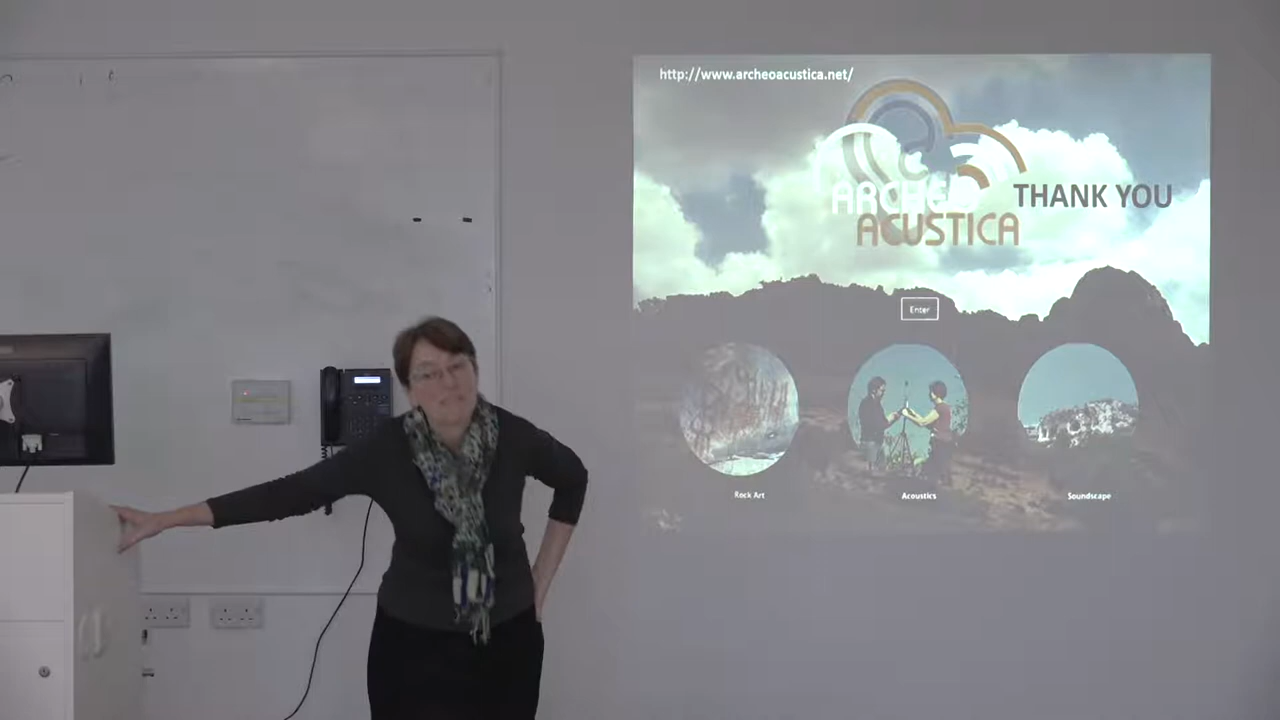 http://www.archeoacustica.net/
ARCHEO
ACUSTICA
THANK YOU
Enter
Rock Art
Acoustics
Soundscape